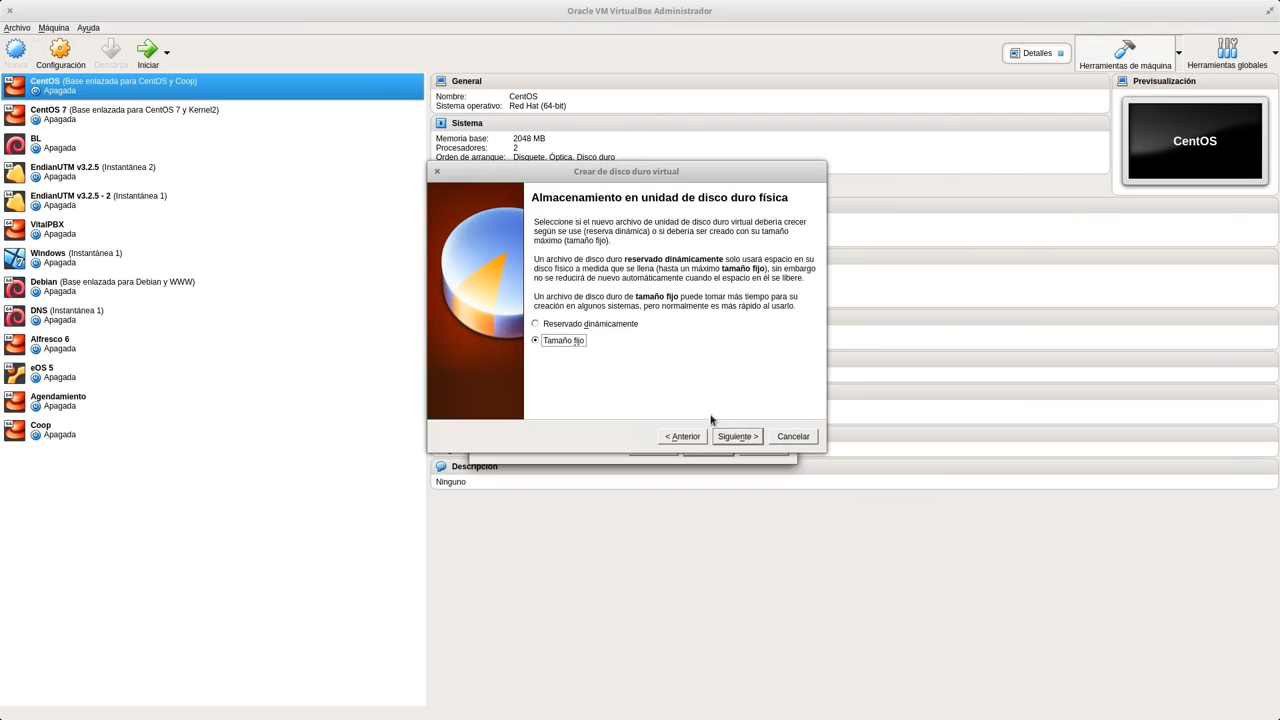 Oracle VM VirtualBox Administrador
Archivo Máquina Ayuda
Nueva Configuración Descartar Iniciar
Detalles Herramientas de máquina Herramientas globales
CentOS (Base enlazada para CentOS y Coop)
Apagada
CentOS 7 (Base enlazada para CentOS 7 y Kernel2)
Apagada
BL
Apagada
EndianUTM v3.2.5 (Instantánea 2)
Apagada
EndianUTM v3.2.5 - 2 (Instantánea 1)
Apagada
VitalPBX
Apagada
Windows (Instantánea 1)
Apagada
Debian (Base enlazada para Debian y WWW)
Apagada
DNS (Instantánea 1)
Apagada
Alfresco 6
Apagada
eOS 5
Apagada
Agendamiento
Apagada
Coop
Apagada
General
Nombre: CentOS
Sistema operativo: Red Hat (64-bit)
Sistema
Memoria base: 2048 MB
Procesadores: 2
Orden de arranque: Disquete, Óptica, Disco duro
Previsualización
CentOS
Crear de disco duro virtual
Almacenamiento en unidad de disco duro física
Seleccione si el nuevo archivo de unidad de disco duro virtual debería crecer
según se use (reserva dinámica) o si debería ser creado con su tamaño
máximo (tamaño fijo).
Un archivo de disco duro reservado dinámicamente solo usará espacio en su
disco físico a medida que se llena (hasta un máximo tamaño fijo), sin embargo
no se reducirá de nuevo automáticamente cuando el espacio en él se libere.
Un archivo de disco duro de tamaño fijo puede tomar más tiempo para su
creación en algunos sistemas, pero normalmente es más rápido al usarlo.
Reservado dinámicamente
Tamaño fijo
< Anterior Siguiente > Cancelar
Descripción
Ninguno